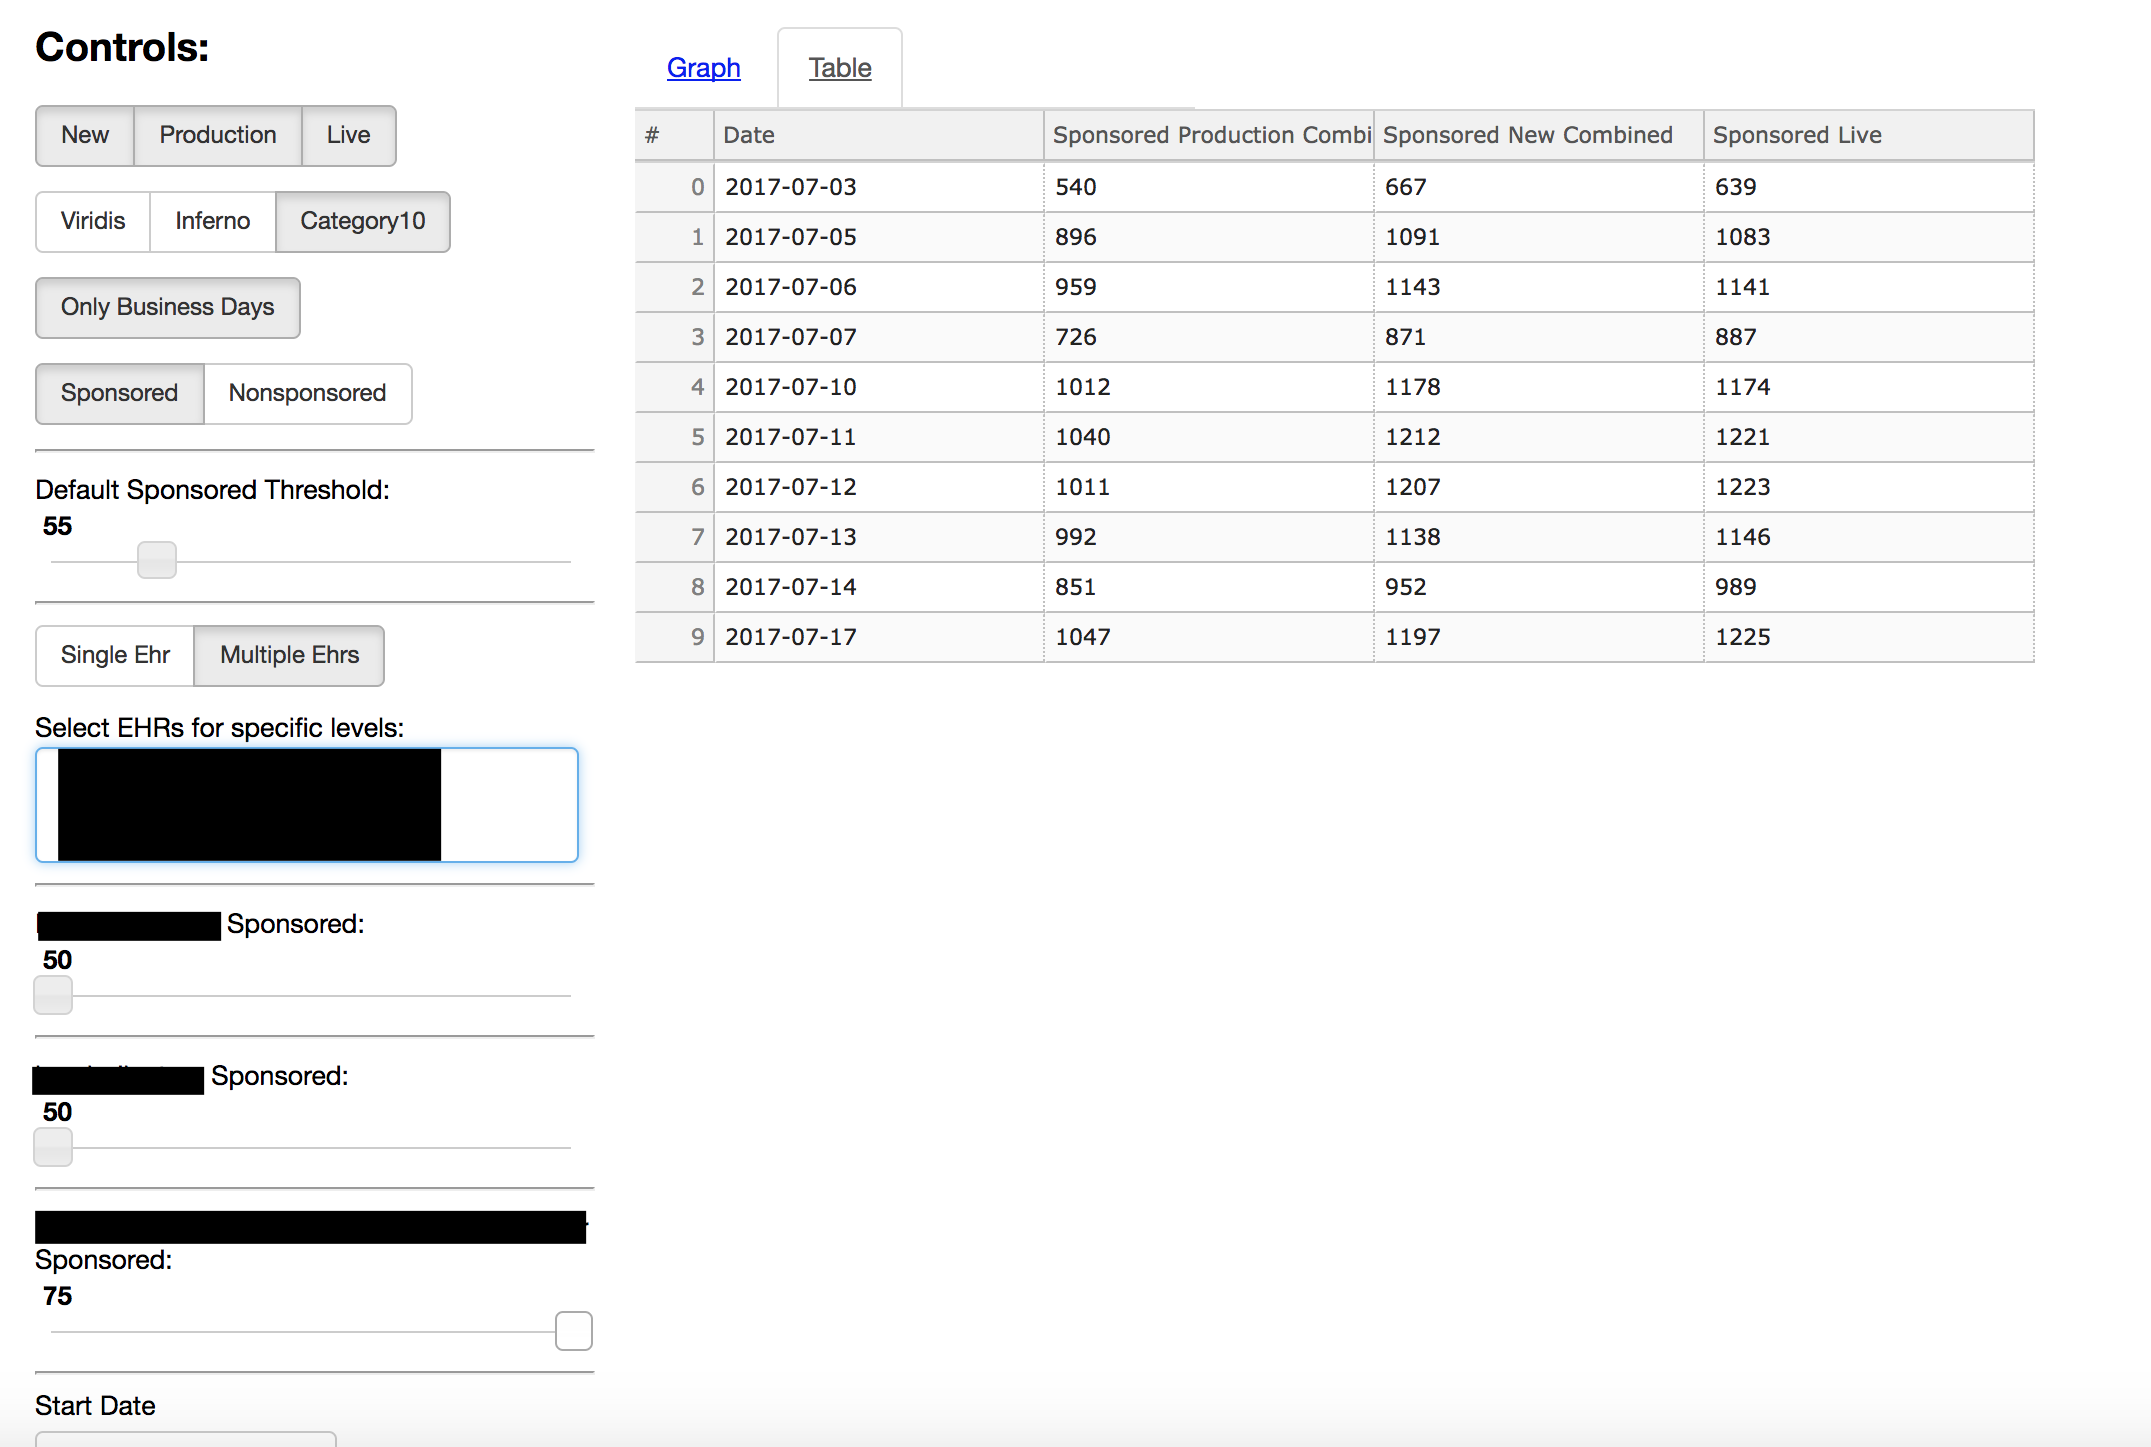 Controls:
New Production Live
Viridis Inferno Category10
Only Business Days
Sponsored Nonsponsored
Default Sponsored Threshold:
55
Single Ehr Multiple Ehrs
Select EHRs for specific levels:
Sponsored:
50
Sponsored:
50
Sponsored:
75
Start Date
Graph Table
# Date Sponsored Production Combi Sponsored New Combined Sponsored Live
0 2017-07-03 540 667 639
1 2017-07-05 896 1091 1083
2 2017-07-06 959 1143 1141
3 2017-07-07 726 871 887
4 2017-07-10 1012 1178 1174
5 2017-07-11 1040 1212 1221
6 2017-07-12 1011 1207 1223
7 2017-07-13 992 1138 1146
8 2017-07-14 851 952 989
9 2017-07-17 1047 1197 1225